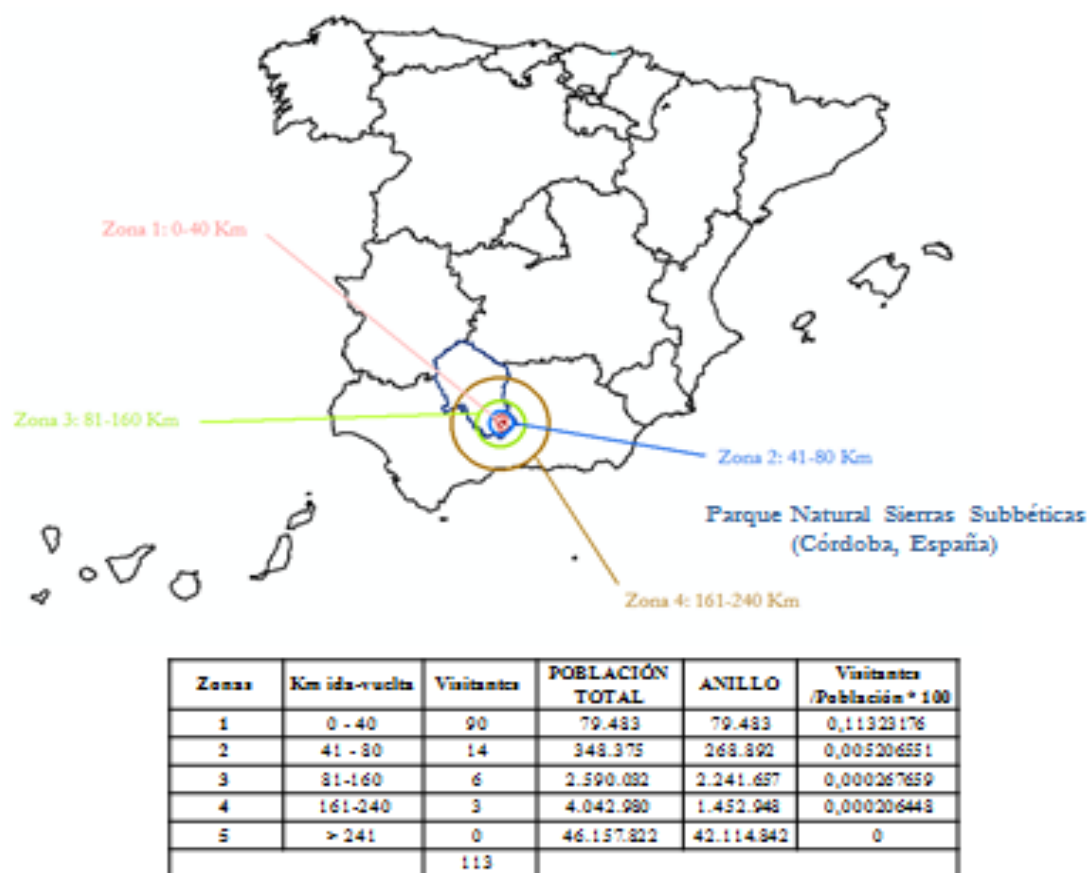 Zona 1: 0-40 Km
Zona 3: 81-160 Km
Zona 2: 41-80 Km
Parque Natural Sierras Subbéticas
(Córdoba, España)
Zona 4: 161-240 Km
Zonas Km ida-vuelta Visitantes POBLACIÓN TOTAL ANILLO Visitantes /Población * 100
1 0 - 40 90 79.483 79.483 0,11323176
2 41 - 80 14 348.375 268.892 0,005206551
3 81-160 6 2.590.032 2.241.657 0,000267659
4 161-240 3 4.042.980 1.452.948 0,000206448
5 > 241 0 46.157.822 42.114.842 0
113